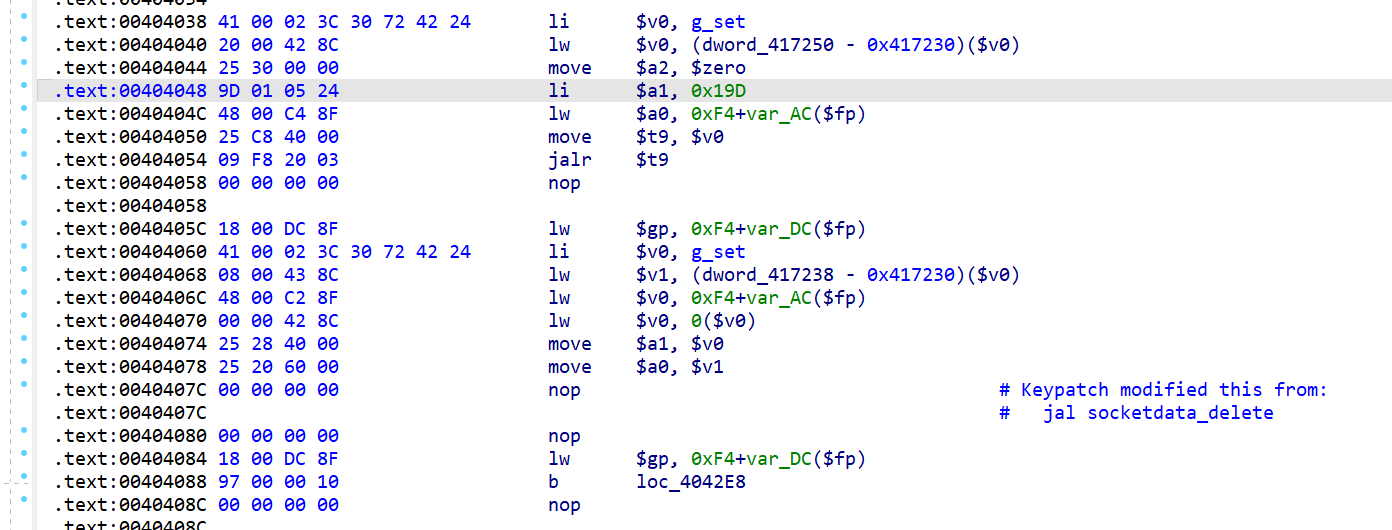 .text:00404038 41 00 02 3C 30 72 42 24 li $v0, g_set
.text:00404040 20 00 42 8C lw $v0, (dword_417250 - 0x417230)($v0)
.text:00404044 25 30 00 00 move $a2, $zero
.text:00404048 9D 01 05 24 li $a1, 0x19D
.text:0040404C 48 00 C4 8F lw $a0, 0xF4+var_AC($fp)
.text:00404050 25 C8 40 00 move $t9, $v0
.text:00404054 09 F8 20 03 jalr $t9
.text:00404058 00 00 00 00 nop
.text:00404058
.text:0040405C 18 00 DC 8F lw $gp, 0xF4+var_DC($fp)
.text:00404060 41 00 02 3C 30 72 42 24 li $v0, g_set
.text:00404068 08 00 43 8C lw $v1, (dword_417238 - 0x417230)($v0)
.text:0040406C 48 00 C2 8F lw $v0, 0xF4+var_AC($fp)
.text:00404070 00 00 42 8C lw $v0, 0($v0)
.text:00404074 25 28 40 00 move $a1, $v0
.text:00404078 25 20 60 00 move $a0, $v1
.text:0040407C 00 00 00 00 nop # Keypatch modified this from:
.text:0040407C # jal socketdata_delete
.text:00404080 00 00 00 00 nop
.text:00404084 18 00 DC 8F lw $gp, 0xF4+var_DC($fp)
.text:00404088 97 00 00 10 b loc_4042E8
.text:0040408C 00 00 00 00 nop
.text:0040408C